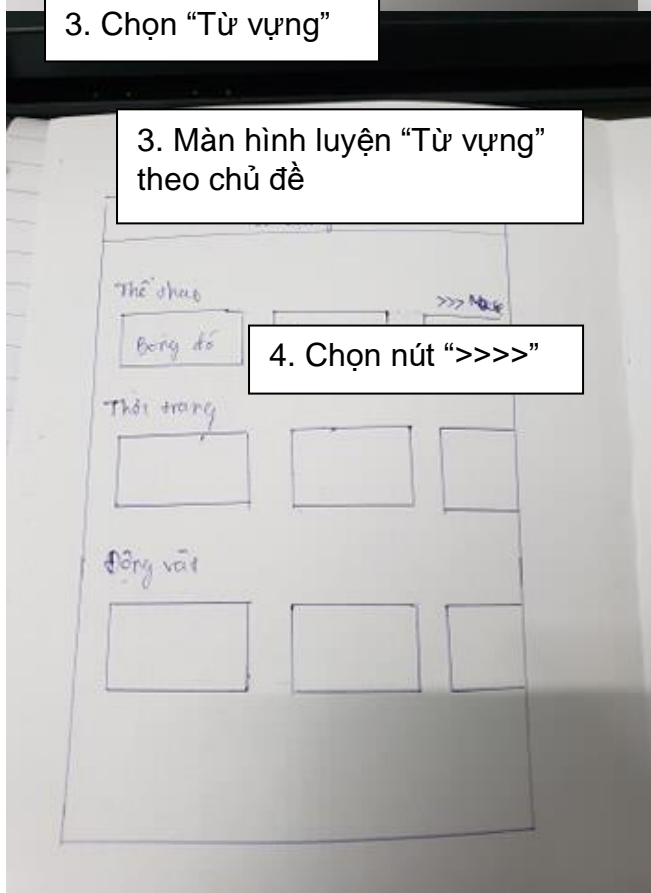 3. Chọn “Từ vựng”
3. Màn hình luyện “Từ vựng”
theo chủ đề
Thể thao
>>>
Bóng đá
4. Chọn nút “>>>>”
Thời trang
Động vật